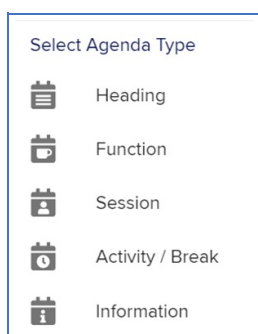 Select Agenda Type
Heading
Function
Session
Activity / Break
Information